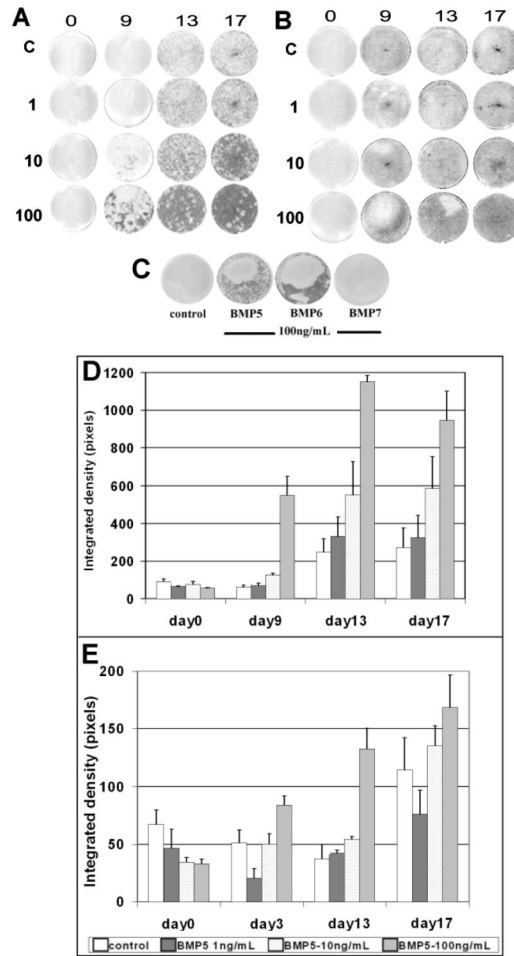 A 0 9 13 17
C
1
10
100
B 0 9 13 17
C
1
10
100
C
control BMP5 BMP6 BMP7
100ng/mL
D
Integrated density (pixels)
1200
1000
800
600
400
200
0
day0 day9 day13 day17
E
Integrated density (pixels)
200
150
100
50
0
day0 day3 day13 day17
control BMP5 1ng/mL BMP5-10ng/mL BMP5-100ng/mL